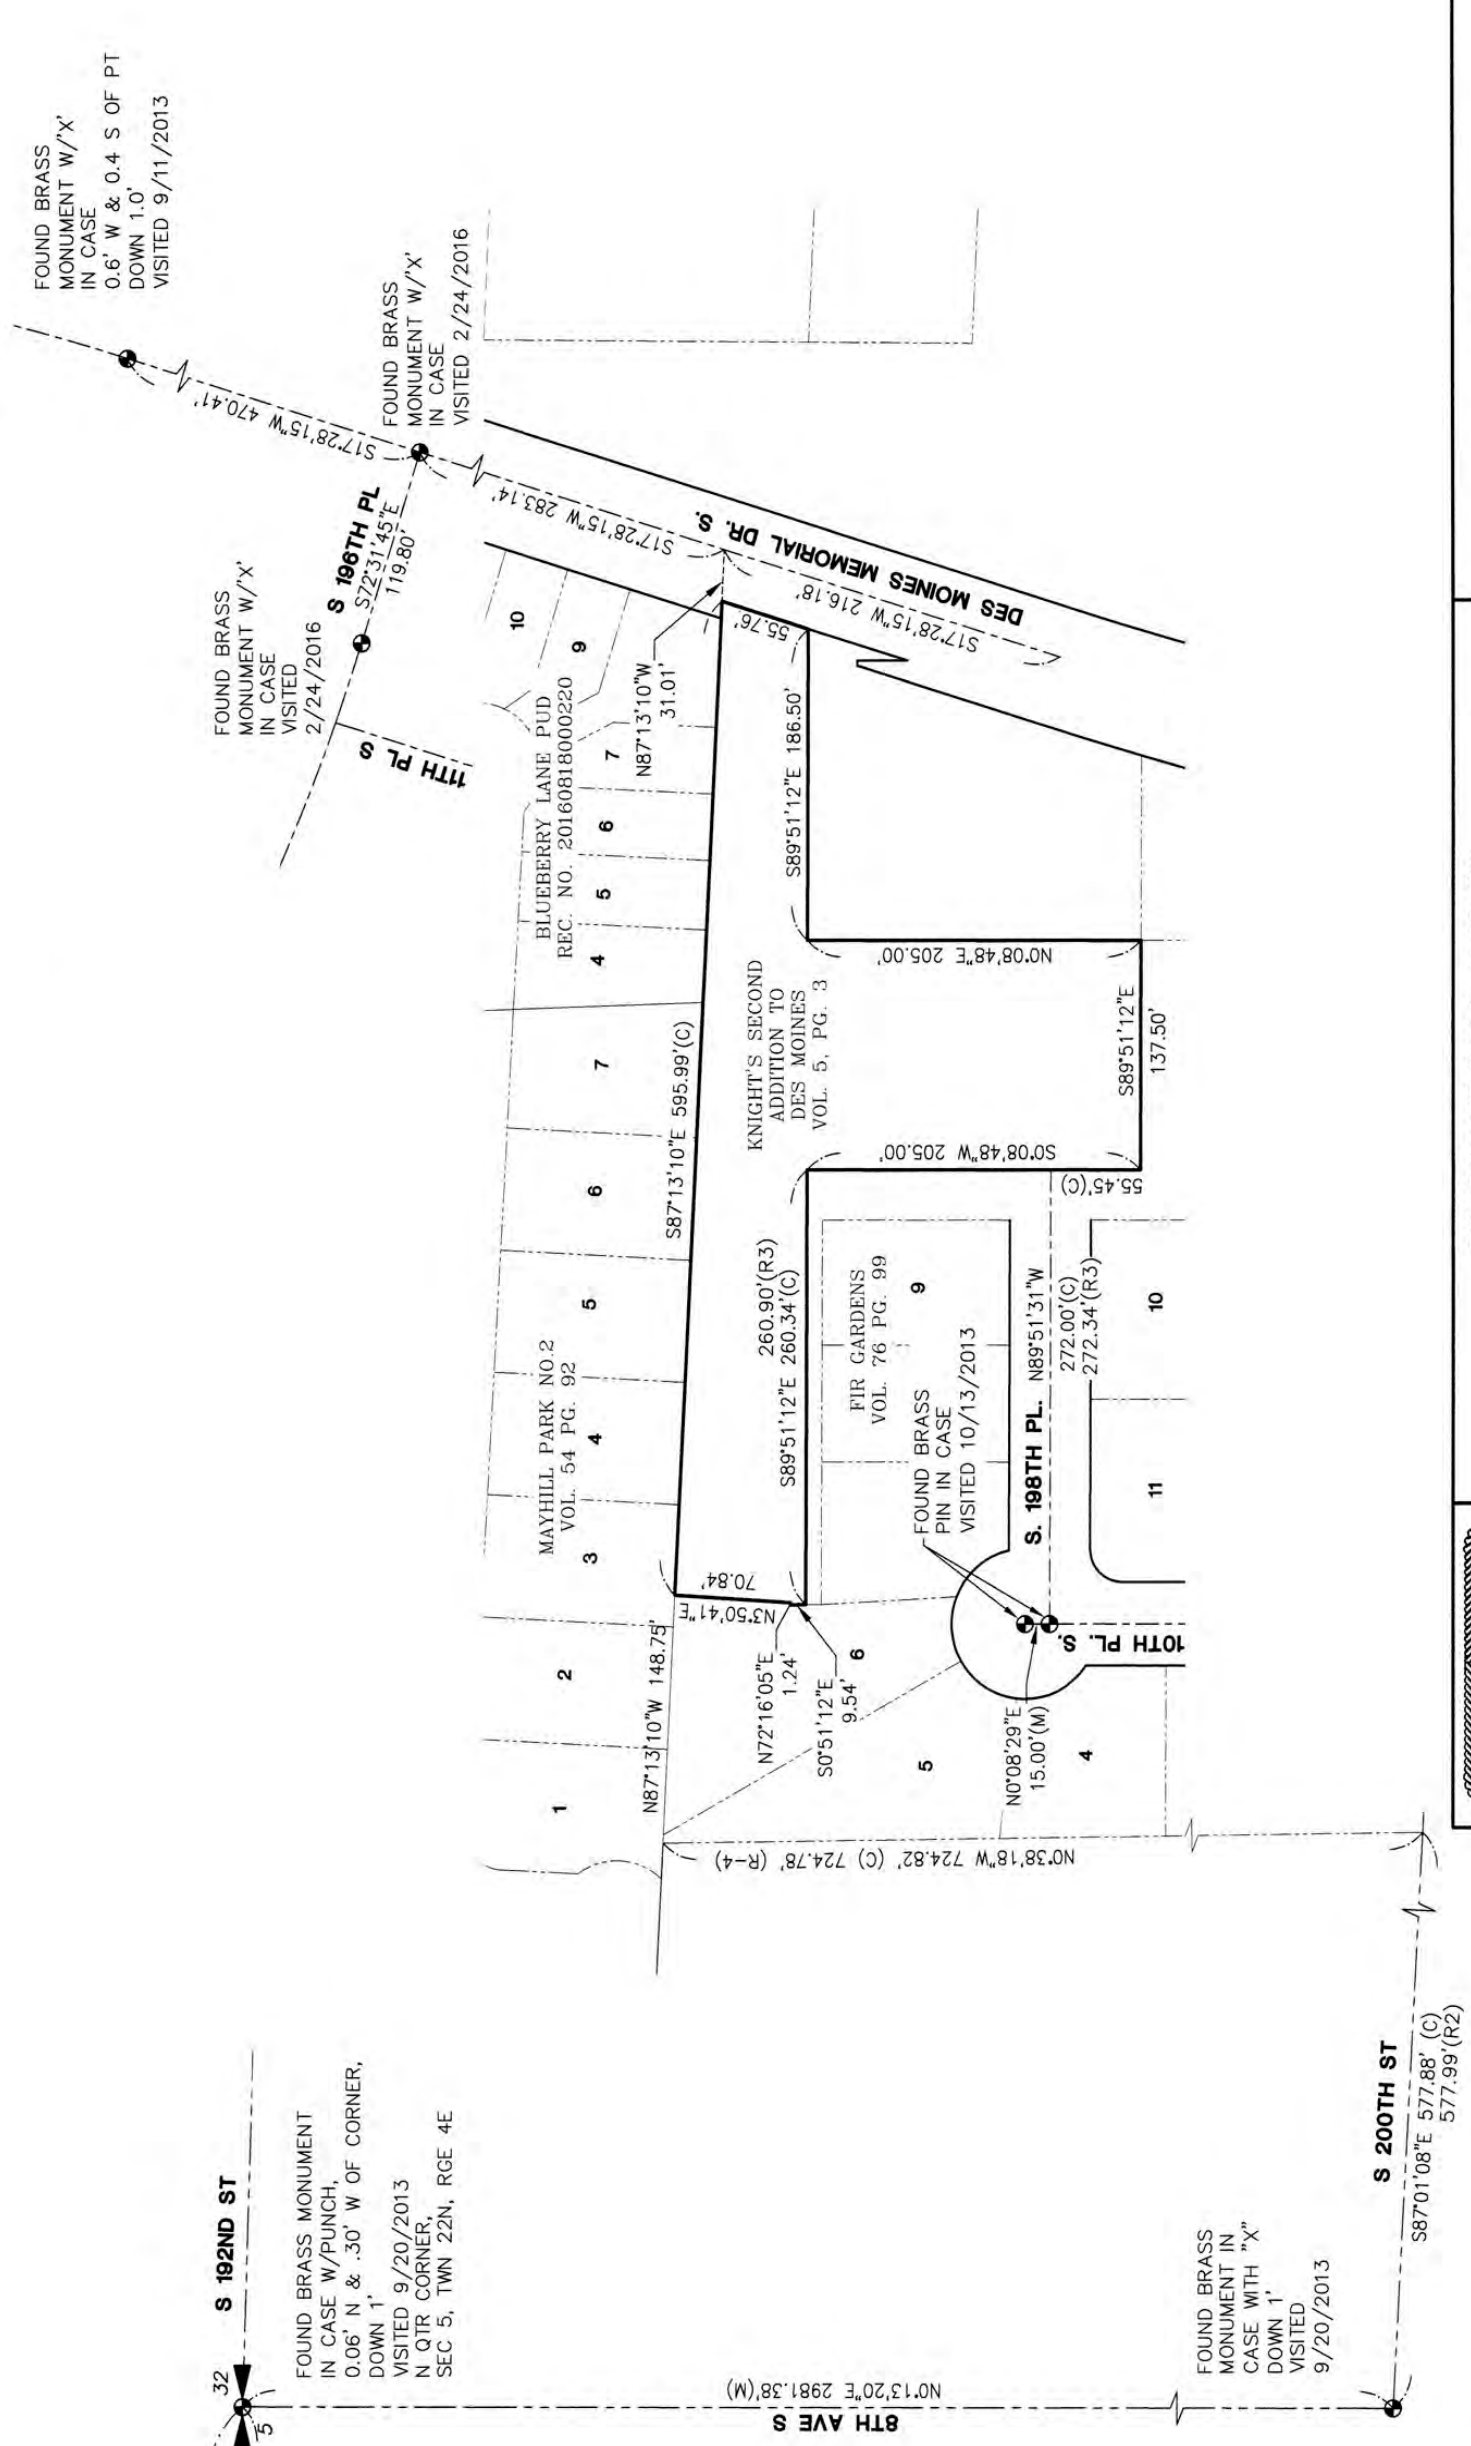 S 192ND ST
32
5
FOUND BRASS MONUMENT
IN CASE W/PUNCH,
0.06' N & .30' W OF CORNER,
DOWN 1'
VISITED 9/20/2013
N QTR CORNER,
SEC 5, TWN 22N, RGE 4E
8TH AVE S
N0°13'20"E 2981.38'(M)
FOUND BRASS
MONUMENT IN
CASE WITH "X"
DOWN 1'
VISITED
9/20/2013
S 200TH ST
S87°01'08"E 577.88' (C)
577.99'(R2)
N0°38'18"W 724.82' (C) 724.78' (R-4)
N87°13'10"W 148.75'
1
2
3
4
5
6
7
MAYHILL PARK NO.2
VOL. 54 PG. 92
S87°13'10"E 595.99'(C)
N3°50'41"E
70.84'
N72°16'05"E
1.24'
S0°51'12"E
9.54'
6
5
4
N0°08'29"E
15.00'(M)
10TH PL. S.
FOUND BRASS
PIN IN CASE
VISITED 10/13/2013
S. 198TH PL.
N89°51'31"W
272.00'(C)
272.34'(R3)
11
10
9
FIR GARDENS
VOL. 76 PG. 99
260.90'(R3)
S89°51'12"E 260.34'(C)
S0°08'48"W 205.00'
55.45'(C)
S89°51'12"E
137.50'
N0°08'48"E 205.00'
KNIGHT'S SECOND
ADDITION TO
DES MOINES
VOL. 5, PG. 3
S89°51'12"E 186.50'
55.76'
N87°13'10"W
31.01'
BLUEBERRY LANE PUD
REC. NO. 20160818000220
4
5
6
7
9
10
11TH PL S
S 196TH PL
S72°31'45"E
119.80'
FOUND BRASS
MONUMENT W/'X'
IN CASE
VISITED
2/24/2016
FOUND BRASS
MONUMENT W/'X'
IN CASE
VISITED 2/24/2016
FOUND BRASS
MONUMENT W/'X'
IN CASE
0.6' W & 0.4 S OF PT
DOWN 1.0'
VISITED 9/11/2013
S17°28'15"W 470.41'
S17°28'15"W 283.14'
DES MOINES MEMORIAL DR. S.
S17°28'15"W 216.18'